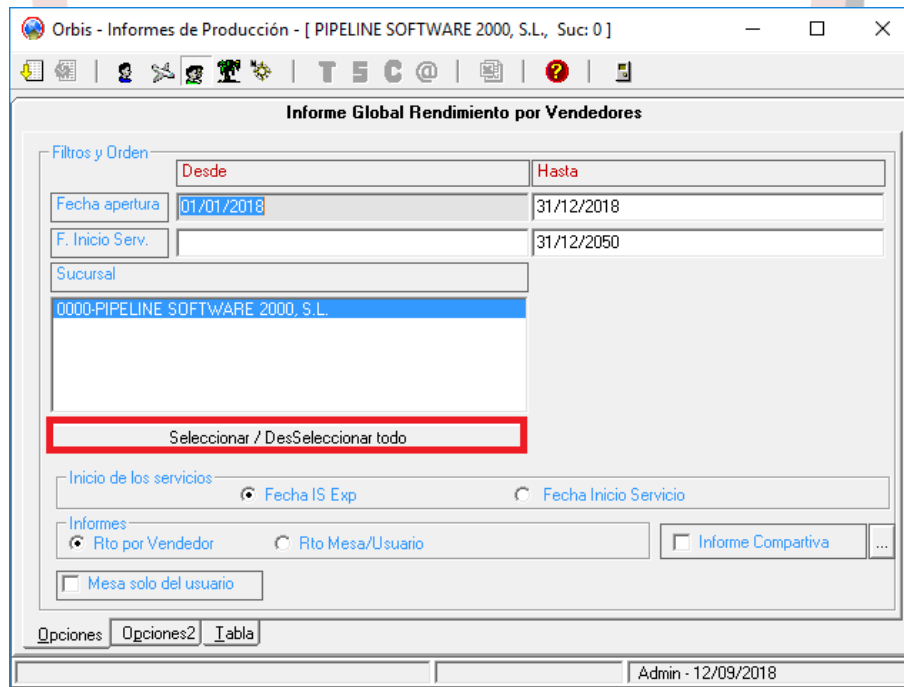 Orbis - Informes de Producción - [ PIPELINE SOFTWARE 2000, S.L., Suc: 0 ]
T S C @ ?
Informe Global Rendimiento por Vendedores
Filtros y Orden
Desde Hasta
Fecha apertura 01/01/2018 31/12/2018
F. Inicio Serv. 31/12/2050
Sucursal
0000-PIPELINE SOFTWARE 2000, S.L.
Seleccionar / DesSeleccionar todo
Inicio de los servicios
Fecha IS Exp Fecha Inicio Servicio
Informes
Rto por Vendedor Rto Mesa/Usuario Informe Compartiva ...
Mesa solo del usuario
Opciones Opciones2 Tabla
Admin - 12/09/2018